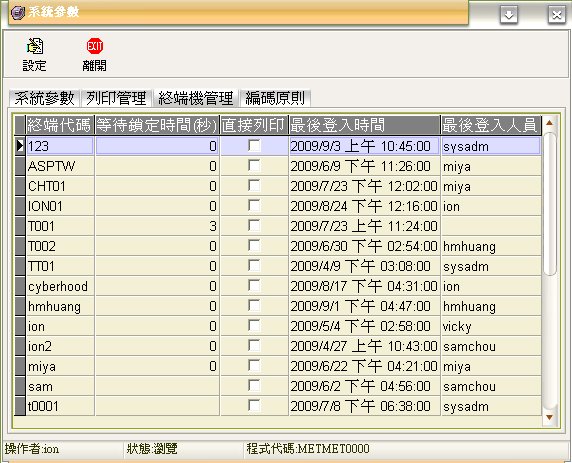 系統參數
設定 EXIT 離開
系統參數 列印管理 終端機管理 編碼原則
終端代碼 等待鎖定時間(秒) 直接列印 最後登入時間 最後登入人員
123 0 2009/9/3 上午 10:45:00 sysadm
ASPTW 0 2009/6/9 下午 11:26:00 miya
CHT01 0 2009/7/23 下午 12:02:00 miya
ION01 0 2009/8/24 下午 12:16:00 ion
T001 3 2009/7/23 下午 11:24:00
T002 0 2009/6/30 下午 02:54:00 hmhuang
TT01 0 2009/4/9 下午 03:08:00 sysadm
cyberhood 0 2009/8/17 下午 04:31:00 ion
hmhuang 0 2009/9/1 下午 04:47:00 hmhuang
ion 0 2009/5/4 下午 02:58:00 vicky
ion2 0 2009/4/27 上午 10:43:00 samchou
miya 0 2009/6/22 下午 04:21:00 miya
sam 2009/6/2 下午 04:56:00 samchou
t0001 2009/7/8 下午 06:38:00 sysadm
操作者:ion 狀態:瀏覽 程式代碼:METMET0000